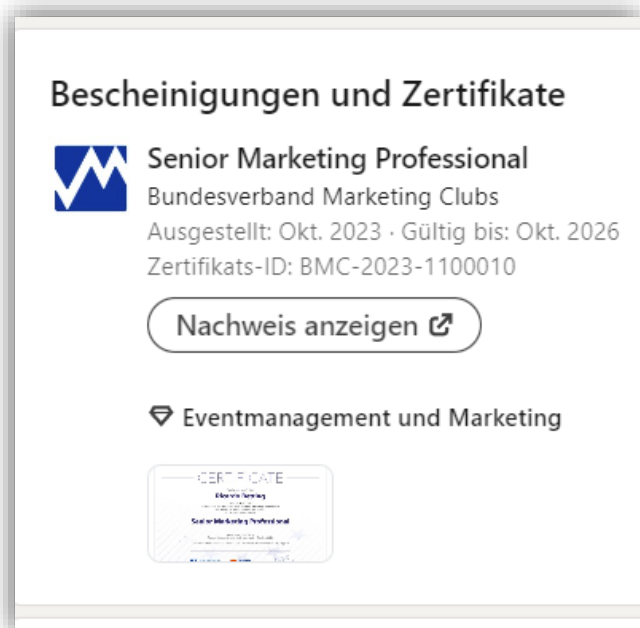 Bescheinigungen und Zertifikate
Senior Marketing Professional
Bundesverband Marketing Clubs
Ausgestellt: Okt. 2023 · Gültig bis: Okt. 2026
Zertifikats-ID: BMC-2023-1100010
Nachweis anzeigen
Eventmanagement und Marketing
CERTIFICATE
Senior Marketing Professional